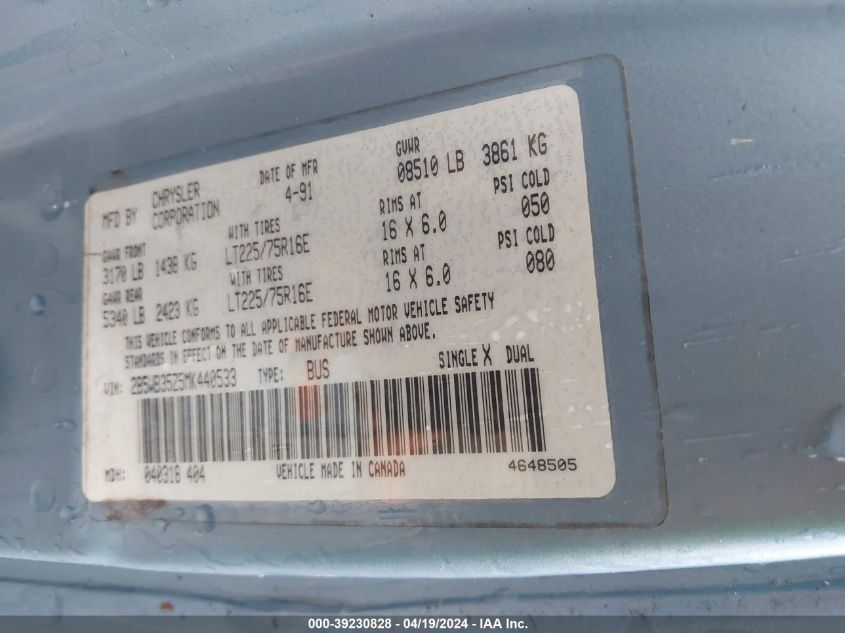 MFD BY CHRYSLER CORPORATION DATE OF MFR 4-91 GVWR 08510 LB 3861 KG
GAWR FRONT WITH TIRES RIMS AT PSI COLD
3170 LB 1438 KG LT225/75R16E 16 X 6.0 050
GAWR REAR WITH TIRES RIMS AT PSI COLD
5340 LB 2423 KG LT225/75R16E 16 X 6.0 080
THIS VEHICLE CONFORMS TO ALL APPLICABLE FEDERAL MOTOR VEHICLE SAFETY
STANDARDS IN EFFECT ON THE DATE OF MANUFACTURE SHOWN ABOVE.
VIN: 2B5WB35Z5MK440533 TYPE: BUS SINGLE X DUAL
MDH: 040318 404 VEHICLE MADE IN CANADA 4648505
000-39230828 - 04/19/2024 - IAA Inc.